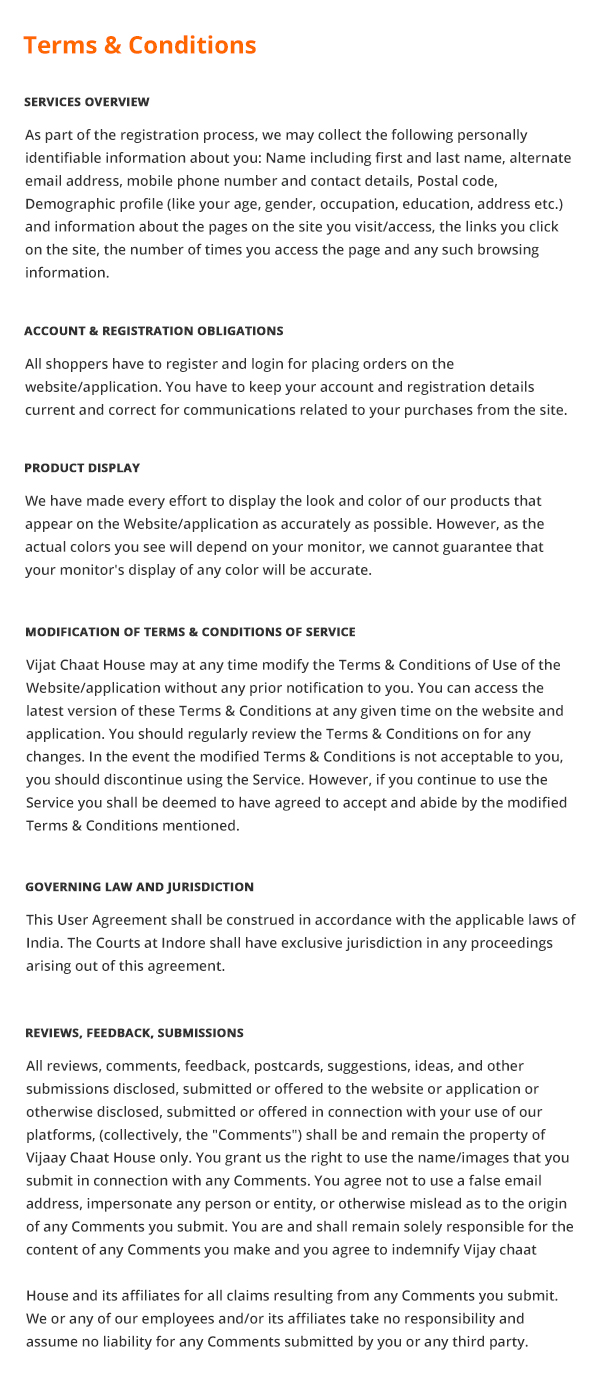 Terms & Conditions
SERVICES OVERVIEW
As part of the registration process, we may collect the following personally
identifiable information about you: Name including first and last name, alternate
email address, mobile phone number and contact details, Postal code,
Demographic profile (like your age, gender, occupation, education, address etc.)
and information about the pages on the site you visit/access, the links you click
on the site, the number of times you access the page and any such browsing
information.
ACCOUNT & REGISTRATION OBLIGATIONS
All shoppers have to register and login for placing orders on the
website/application. You have to keep your account and registration details
current and correct for communications related to your purchases from the site.
PRODUCT DISPLAY
We have made every effort to display the look and color of our products that
appear on the Website/application as accurately as possible. However, as the
actual colors you see will depend on your monitor, we cannot guarantee that
your monitor's display of any color will be accurate.
MODIFICATION OF TERMS & CONDITIONS OF SERVICE
Vijat Chaat House may at any time modify the Terms & Conditions of Use of the
Website/application without any prior notification to you. You can access the
latest version of these Terms & Conditions at any given time on the website and
application. You should regularly review the Terms & Conditions on for any
changes. In the event the modified Terms & Conditions is not acceptable to you,
you should discontinue using the Service. However, if you continue to use the
Service you shall be deemed to have agreed to accept and abide by the modified
Terms & Conditions mentioned.
GOVERNING LAW AND JURISDICTION
This User Agreement shall be construed in accordance with the applicable laws of
India. The Courts at Indore shall have exclusive jurisdiction in any proceedings
arising out of this agreement.
REVIEWS, FEEDBACK, SUBMISSIONS
All reviews, comments, feedback, postcards, suggestions, ideas, and other
submissions disclosed, submitted or offered to the website or application or
otherwise disclosed, submitted or offered in connection with your use of our
platforms, (collectively, the "Comments") shall be and remain the property of
Vijaay Chaat House only. You grant us the right to use the name/images that you
submit in connection with any Comments. You agree not to use a false email
address, impersonate any person or entity, or otherwise mislead as to the origin
of any Comments you submit. You are and shall remain solely responsible for the
content of any Comments you make and you agree to indemnify Vijay chaat
House and its affiliates for all claims resulting from any Comments you submit.
We or any of our employees and/or its affiliates take no responsibility and
assume no liability for any Comments submitted by you or any third party.